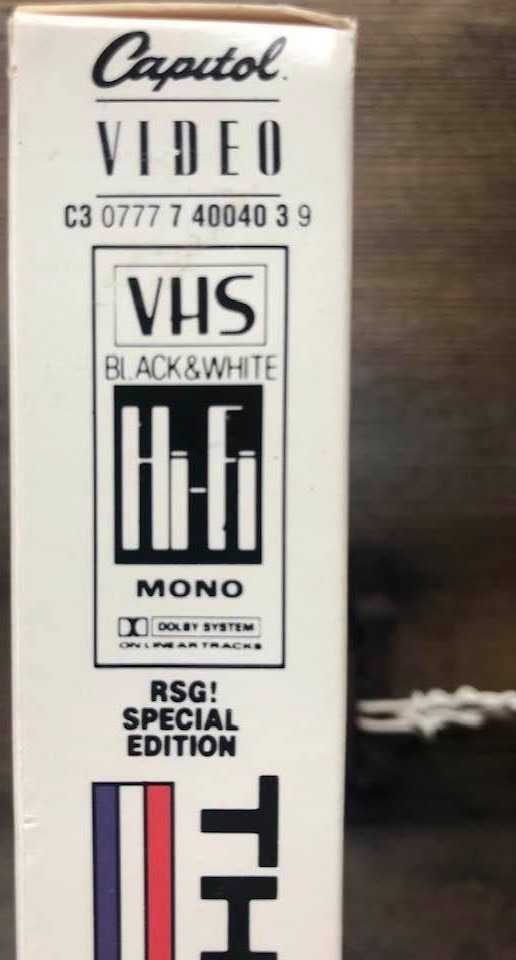 Capitol.
VIDEO
C3 0777 7 40040 3 9
VHS
BLACK&WHITE
Hi-Fi
MONO
DOLBY SYSTEM
ON LINEAR TRACKS
RSG!
SPECIAL
EDITION
TH